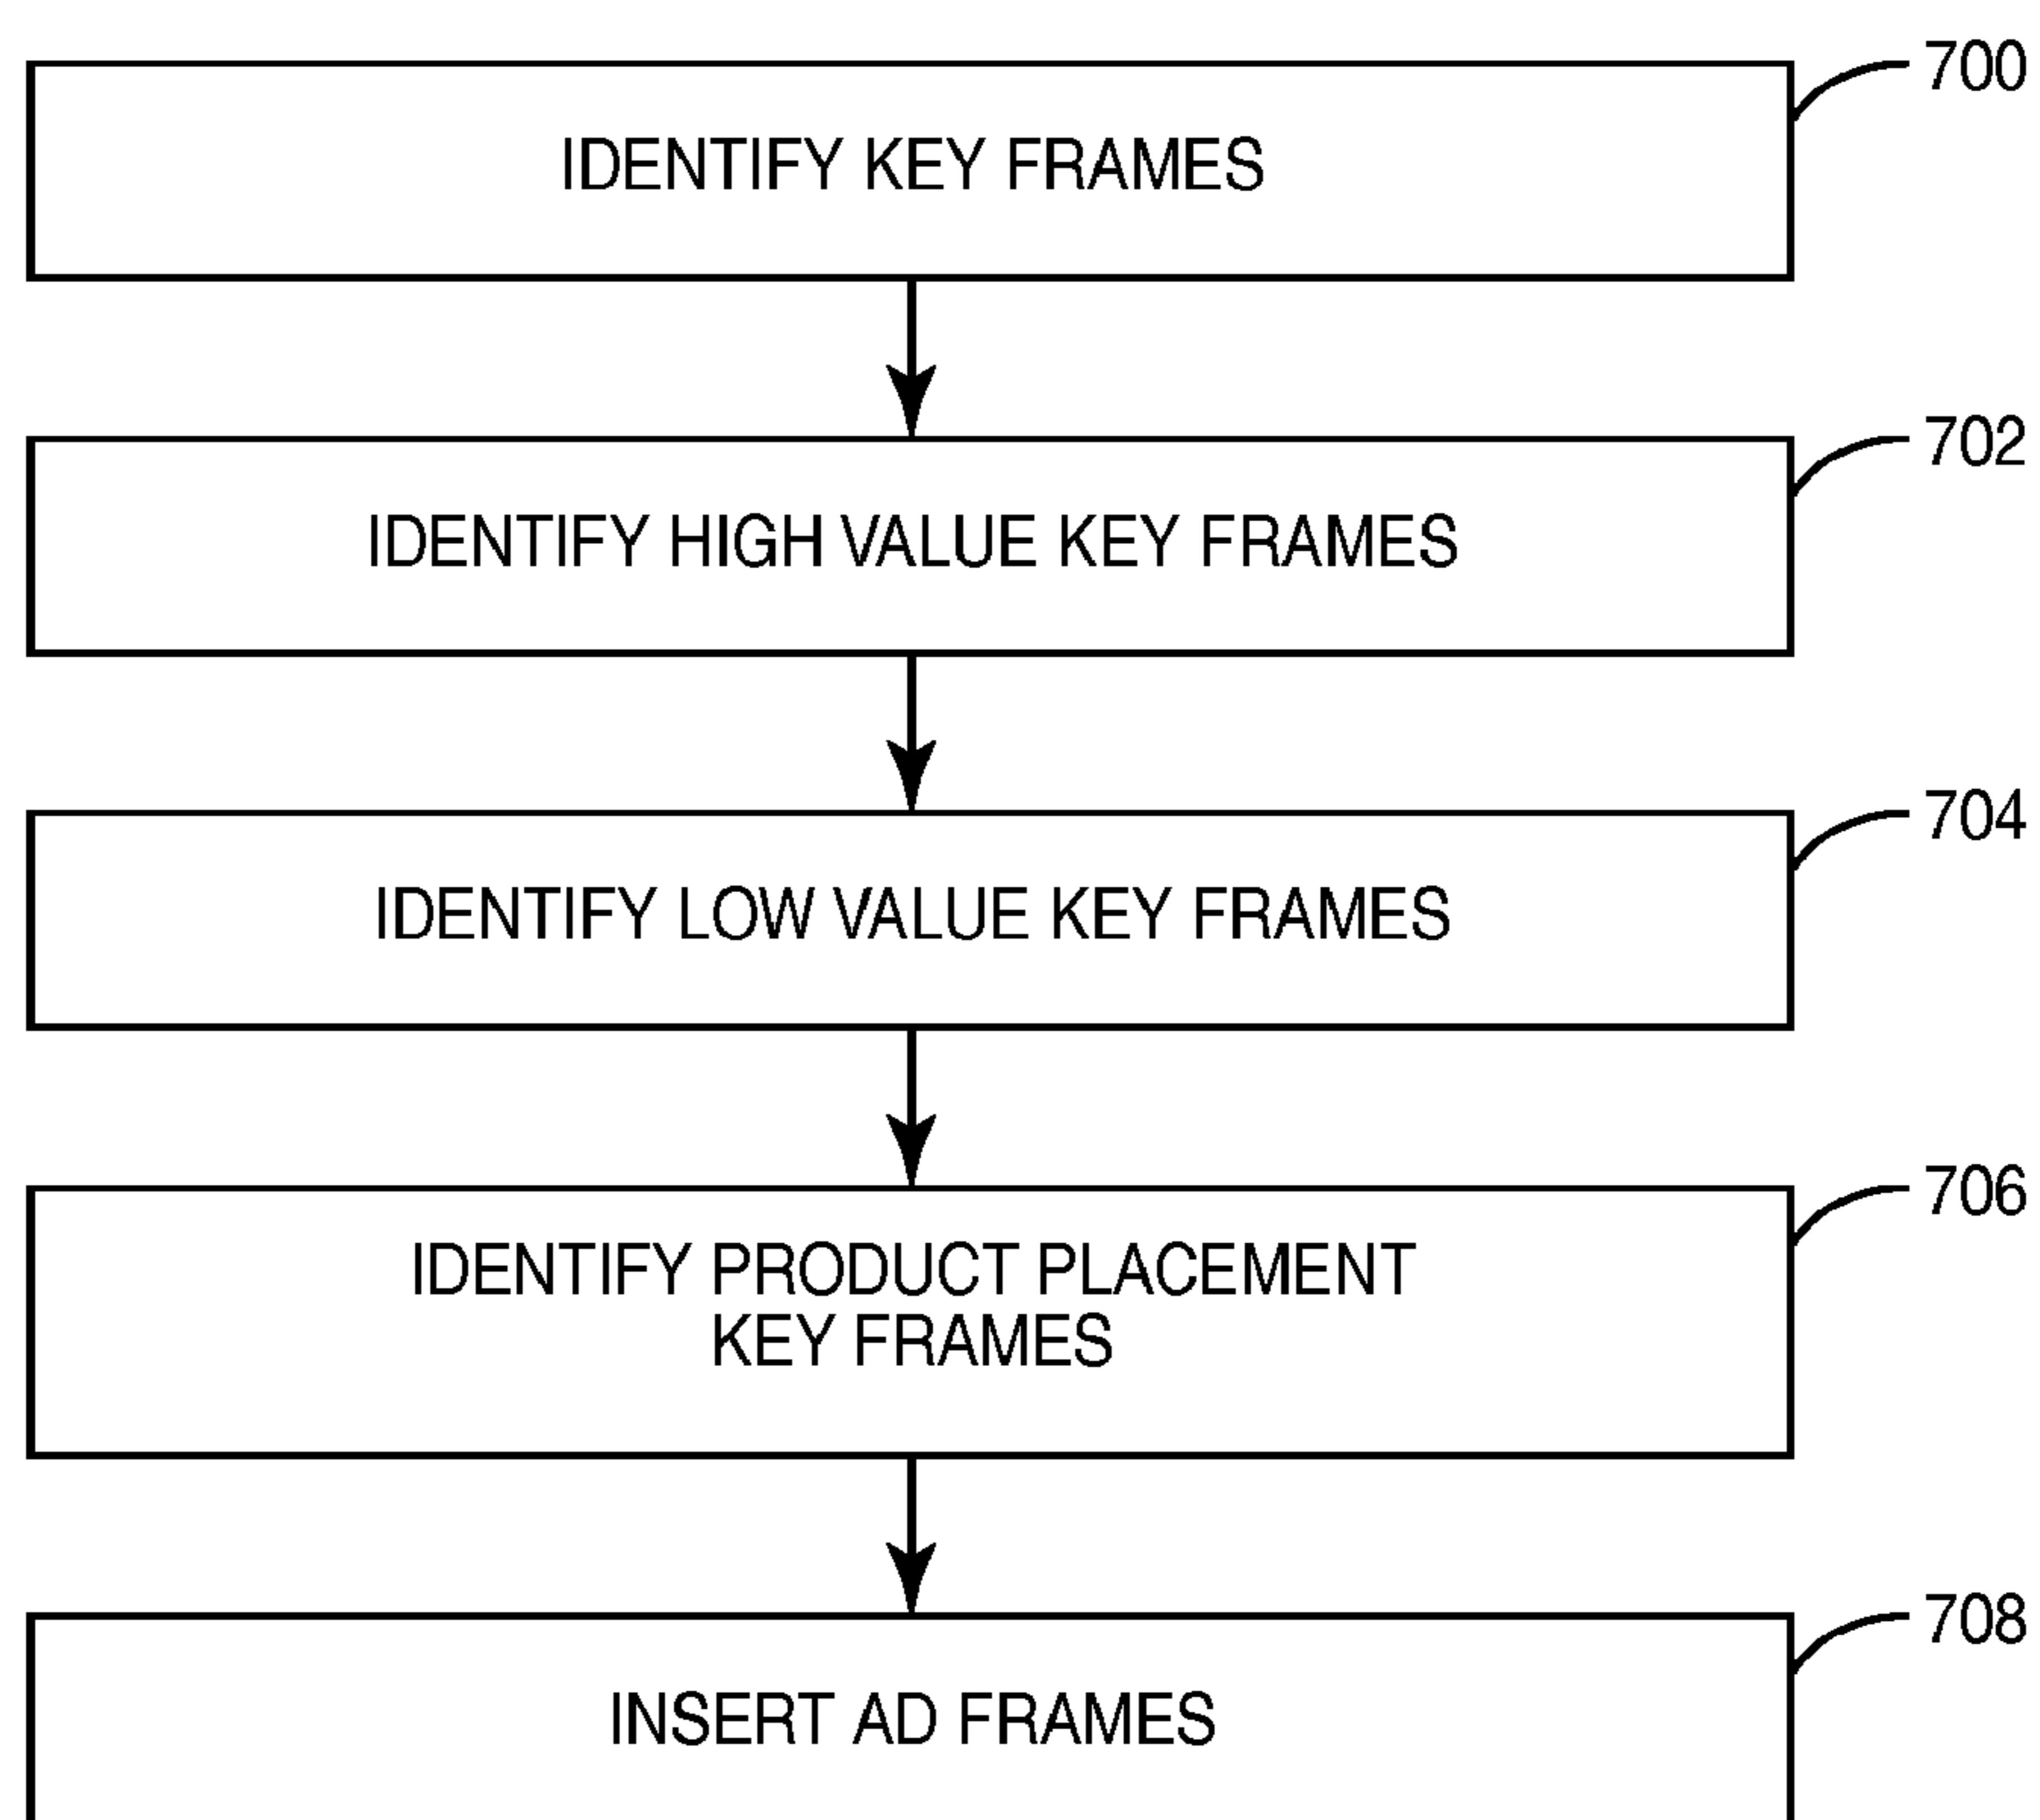 700
IDENTIFY KEY FRAMES
702
IDENTIFY HIGH VALUE KEY FRAMES
704
IDENTIFY LOW VALUE KEY FRAMES
706
IDENTIFY PRODUCT PLACEMENT
KEY FRAMES
708
INSERT AD FRAMES